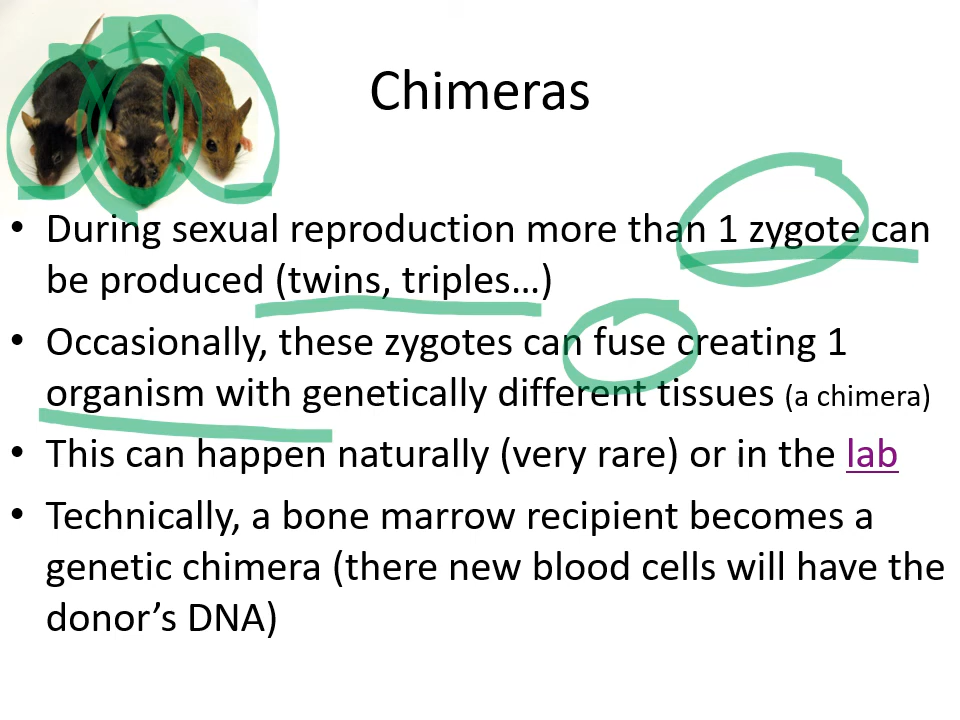 Chimeras
• During sexual reproduction more than 1 zygote can
be produced (twins, triples…)
• Occasionally, these zygotes can fuse creating 1
organism with genetically different tissues (a chimera)
• This can happen naturally (very rare) or in the lab
• Technically, a bone marrow recipient becomes a
genetic chimera (there new blood cells will have the
donor’s DNA)